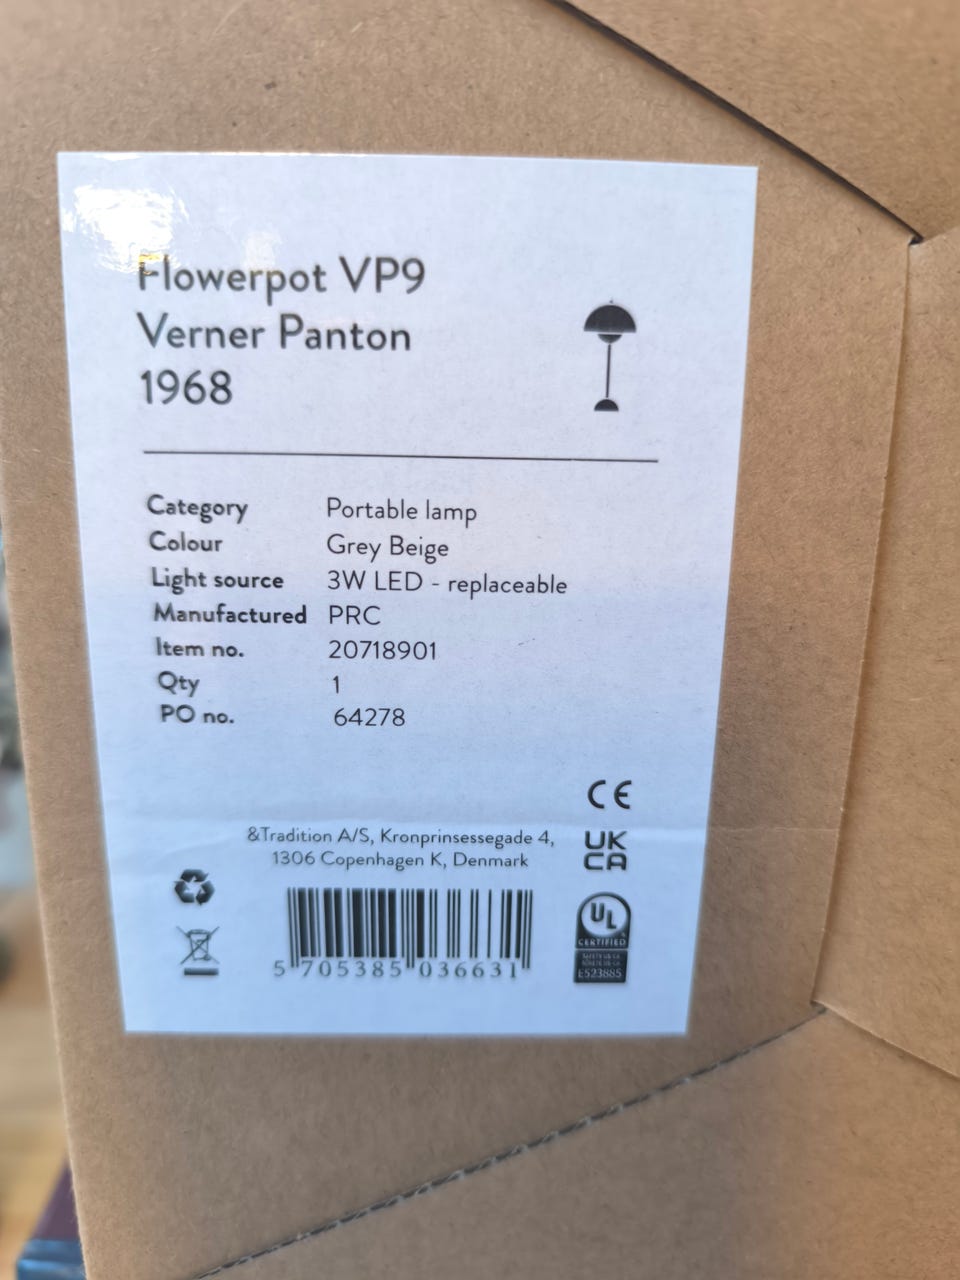 Flowerpot VP9
Verner Panton
1968
Category Portable lamp
Colour Grey Beige
Light source 3W LED - replaceable
Manufactured PRC
Item no. 20718901
Qty 1
PO no. 64278
CE
&Tradition A/S, Kronprinsessegade 4,
1306 Copenhagen K, Denmark
UK
CA
UL
CERTIFIED
E523885
5 705385 036631